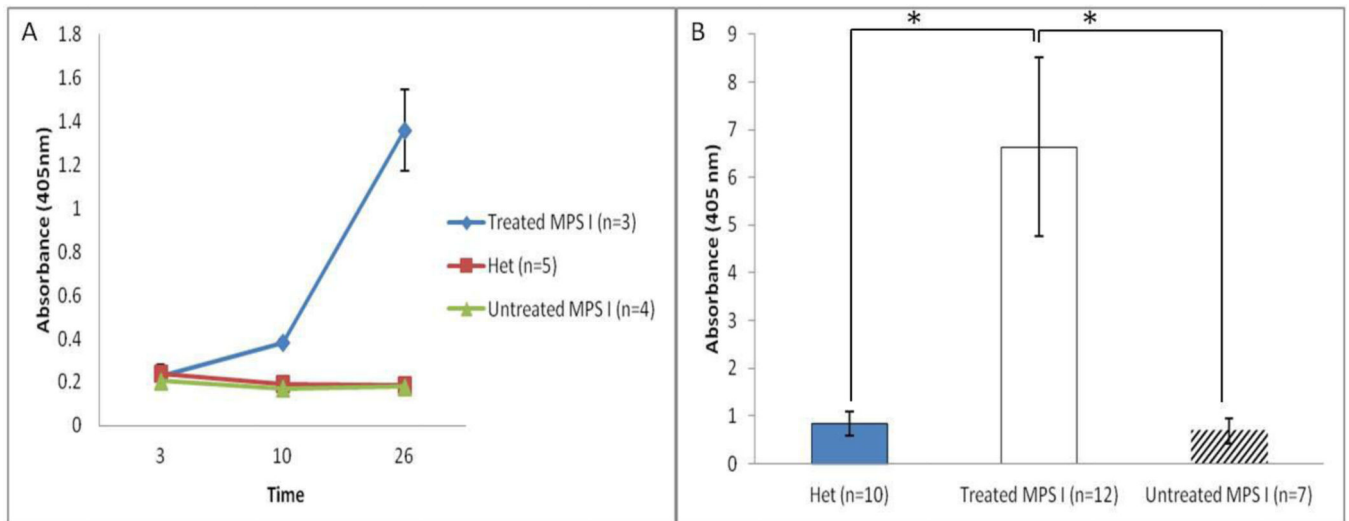 A
1.8
1.6
1.4
1.2
1
0.8
0.6
0.4
0.2
0
Absorbance (405nm)
3 10 26
Time
Treated MPS I (n=3)
Het (n=5)
Untreated MPS I (n=4)
B
* *
9
8
7
6
5
4
3
2
1
0
Absorbance (405 nm)
Het (n=10) Treated MPS I (n=12) Untreated MPS I (n=7)